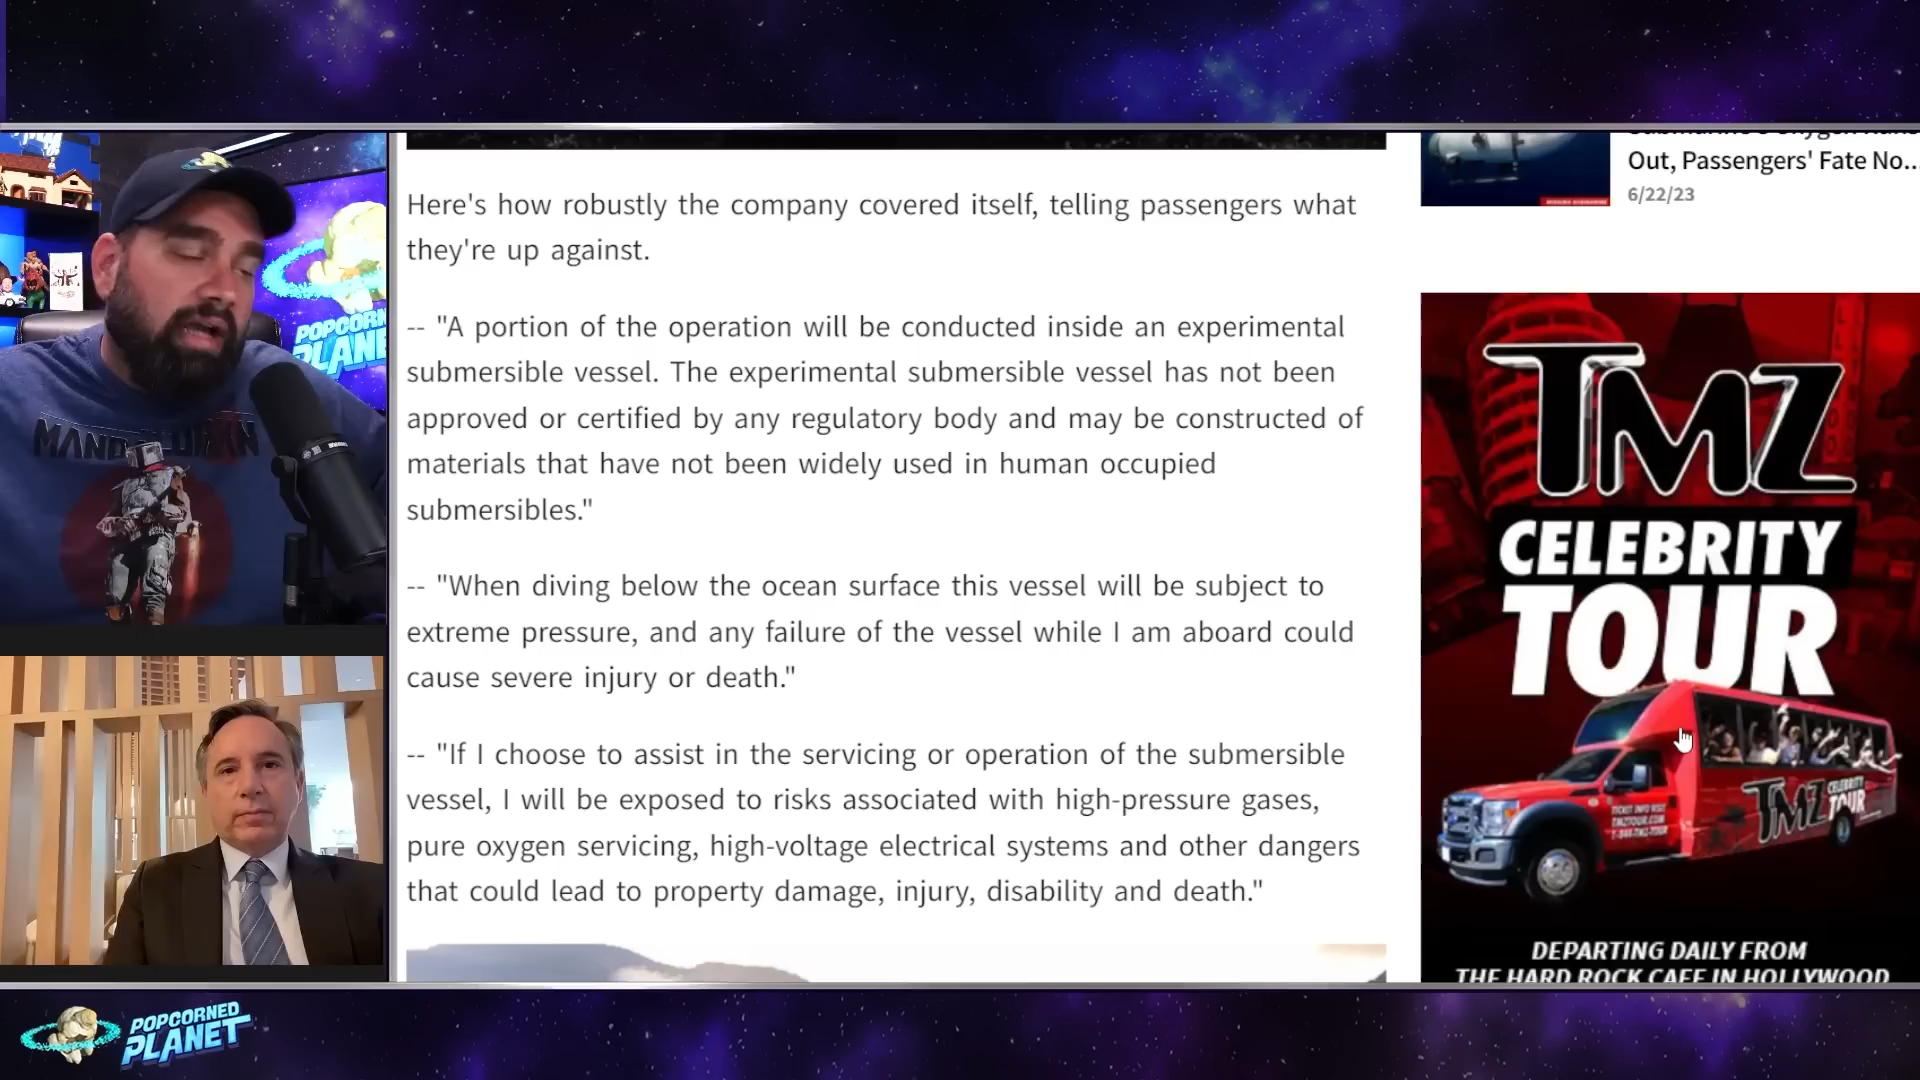 Out, Passengers' Fate No...
6/22/23
Here's how robustly the company covered itself, telling passengers what
they're up against.
-- "A portion of the operation will be conducted inside an experimental
submersible vessel. The experimental submersible vessel has not been
approved or certified by any regulatory body and may be constructed of
materials that have not been widely used in human occupied
submersibles."
-- "When diving below the ocean surface this vessel will be subject to
extreme pressure, and any failure of the vessel while I am aboard could
cause severe injury or death."
-- "If I choose to assist in the servicing or operation of the submersible
vessel, I will be exposed to risks associated with high-pressure gases,
pure oxygen servicing, high-voltage electrical systems and other dangers
that could lead to property damage, injury, disability and death."
POPCORN
PLANE
MANDALORIAN
TMZ
CELEBRITY
TOUR
TMZ CELEBRITY
TOUR
DEPARTING DAILY FROM
THE HARD ROCK CAFE IN HOLLYWOOD
POPCORNED
PLANET